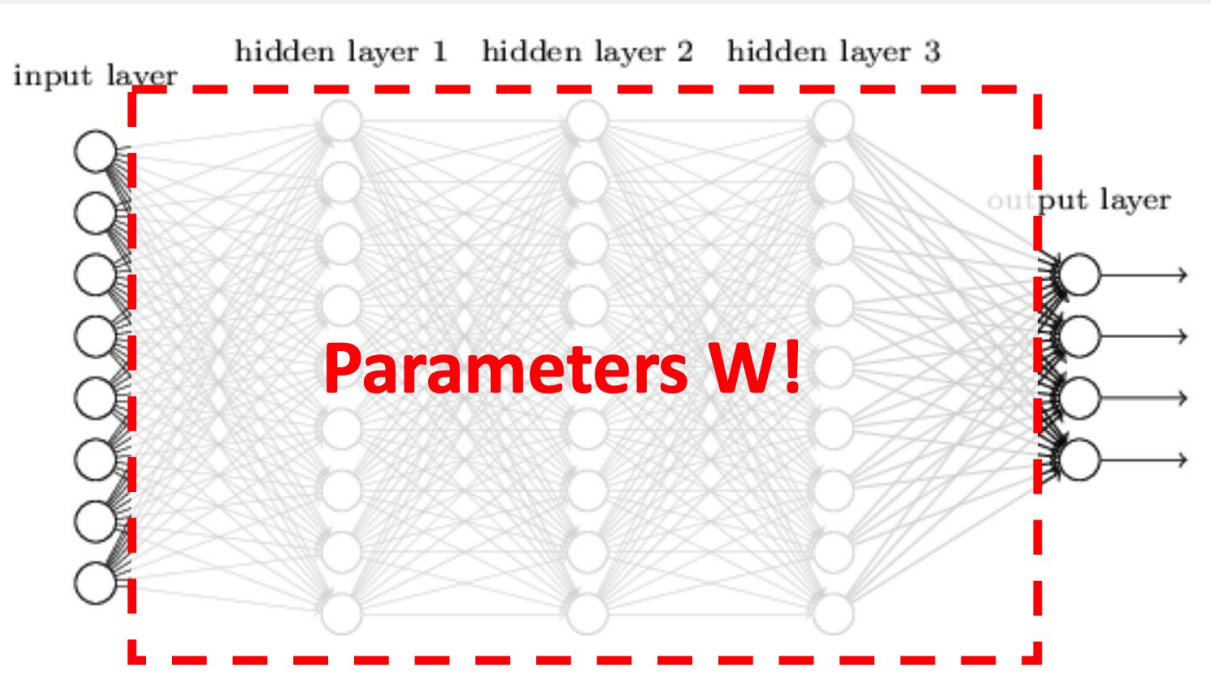 hidden layer 1 hidden layer 2 hidden layer 3
input layer
output layer
Parameters W!